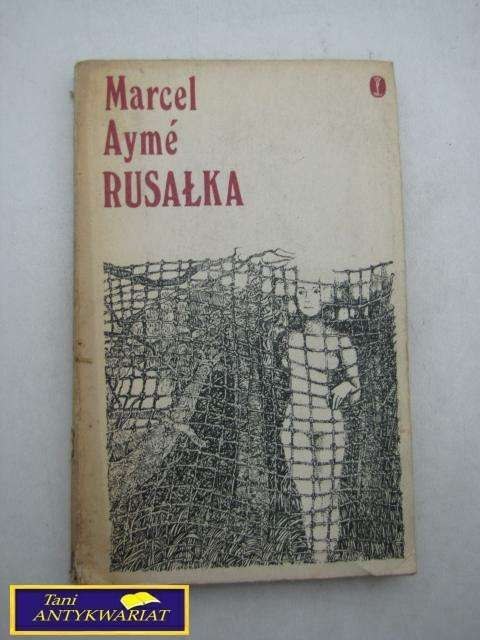 Marcel
Aymé
RUSAŁKA
Tani
ANTYKWARIAT